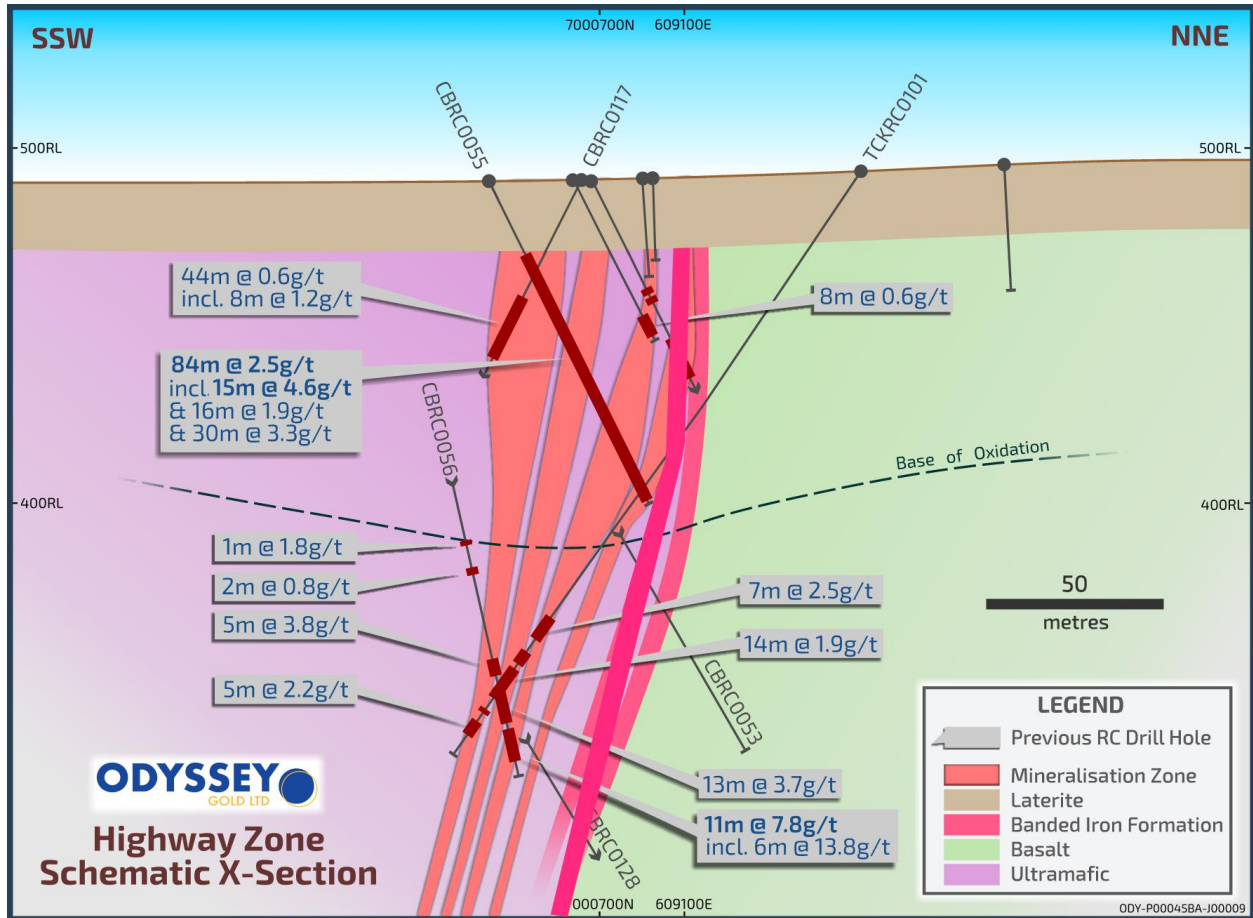 7000700N 609100E
SSW
NNE
CBRC0055
CBRC0117
TCKRC0101
500RL
500RL
44m @ 0.6g/t
incl. 8m @ 1.2g/t
8m @ 0.6g/t
84m @ 2.5g/t
incl. 15m @ 4.6g/t
& 16m @ 1.9g/t
& 30m @ 3.3g/t
CBRC0056
Base of Oxidation
400RL
400RL
1m @ 1.8g/t
2m @ 0.8g/t
5m @ 3.8g/t
5m @ 2.2g/t
7m @ 2.5g/t
14m @ 1.9g/t
50
metres
CBRC0053
13m @ 3.7g/t
11m @ 7.8g/t
incl. 6m @ 13.8g/t
CBRC0128
ODYSSEY
GOLD LTD
Highway Zone
Schematic X-Section
LEGEND
Previous RC Drill Hole
Mineralisation Zone
Laterite
Banded Iron Formation
Basalt
Ultramafic
000700N 609100E
ODY-P00045BA-J00009